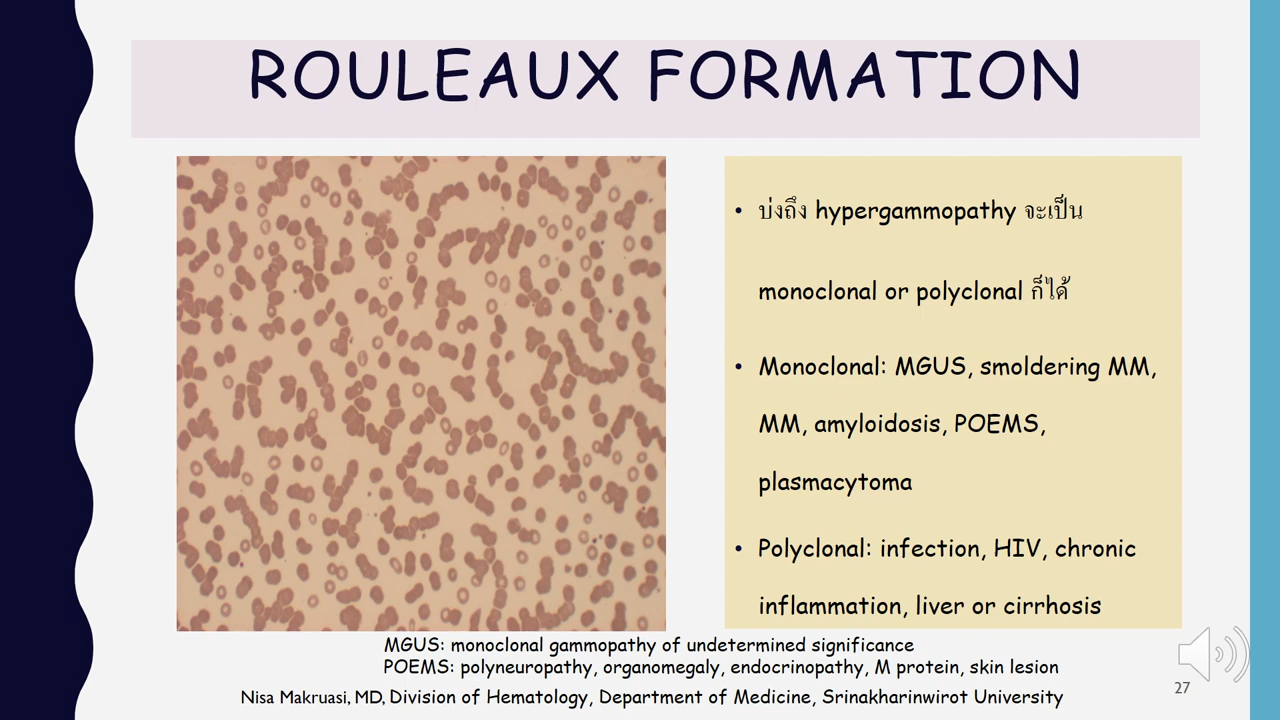 ROULEAUX FORMATION
• บ่งถึง hypergammopathy จะเป็น
monoclonal or polyclonal ก็ได้
• Monoclonal: MGUS, smoldering MM,
MM, amyloidosis, POEMS,
plasmacytoma
• Polyclonal: infection, HIV, chronic
inflammation, liver or cirrhosis
MGUS: monoclonal gammopathy of undetermined significance
POEMS: polyneuropathy, organomegaly, endocrinopathy, M protein, skin lesion
Nisa Makruasi, MD, Division of Hematology, Department of Medicine, Srinakharinwirot University
27